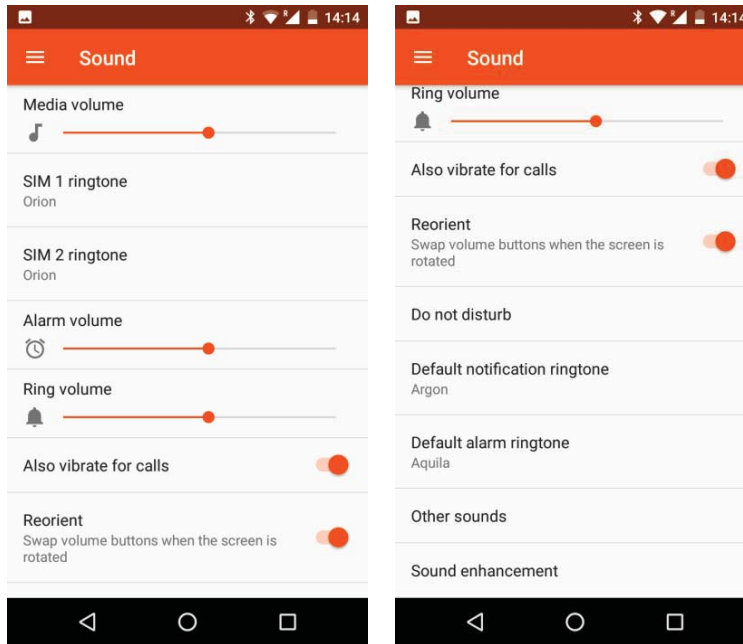 R 14:14
Sound
Media volume
SIM 1 ringtone
Orion
SIM 2 ringtone
Orion
Alarm volume
Ring volume
Also vibrate for calls
Reorient
Swap volume buttons when the screen is
rotated
R 14:14
Sound
Ring volume
Also vibrate for calls
Reorient
Swap volume buttons when the screen is
rotated
Do not disturb
Default notification ringtone
Argon
Default alarm ringtone
Aquila
Other sounds
Sound enhancement